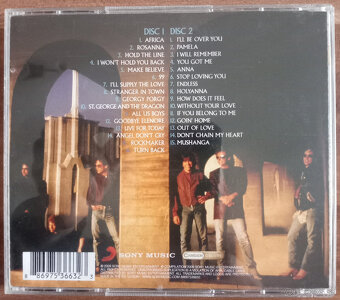 DISC 1
1. AFRICA
2. ROSANNA
3. HOLD THE LINE
4. I WON'T HOLD YOU BACK
5. MAKE BELIEVE
6. 99
7. I'LL SUPPLY THE LOVE
8. STRANGER IN TOWN
9. GEORGY PORGY
10. ST. GEORGE AND THE DRAGON
11. ALL US BOYS
12. GOODBYE ELENORE
13. LIVE FOR TODAY
14. ANGEL DON'T CRY
ROCKMAKER
TURN BACK
DISC 2
1. I'LL BE OVER YOU
2. PAMELA
3. I WILL REMEMBER
4. YOU GOT ME
5. ANNA
6. STOP LOVING YOU
7. ENDLESS
8. HOLYANNA
9. HOW DOES IT FEEL
10. WITHOUT YOUR LOVE
11. IF YOU BELONG TO ME
12. GOIN' HOME
13. OUT OF LOVE
14. DON'T CHAIN MY HEART
15. MUSHANGA
SONY MUSIC
8 86975 36632 3